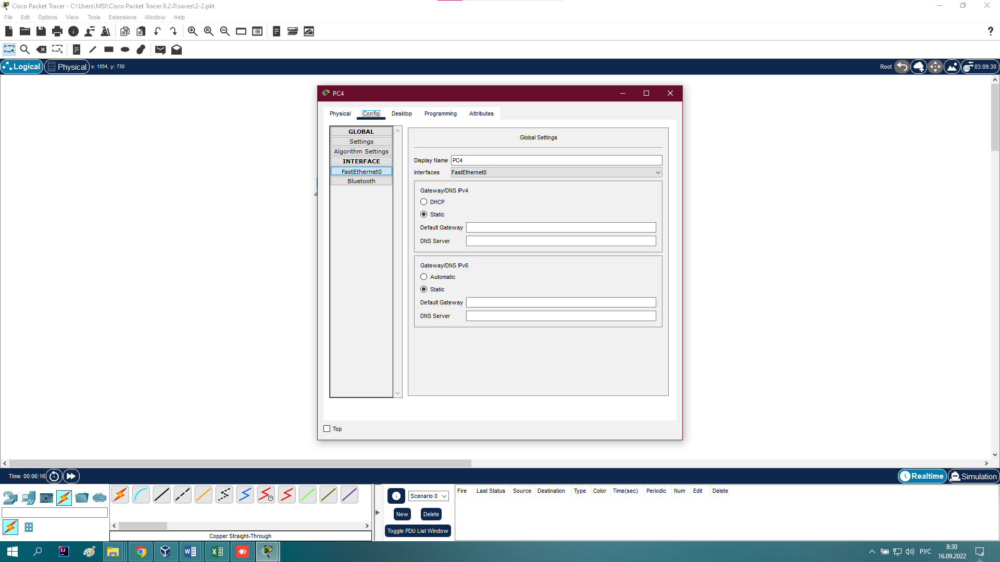 Cisco Packet Tracer - C:\Users\MSI\Cisco Packet Tracer 8.2.0\saves\2-2.pkt
File Edit Options View Tools Extensions Window Help
Logical Physical x: 1554, y: 730 Root 03:09:30
PC4
Physical Config Desktop Programming Attributes
GLOBAL
Settings
Algorithm Settings
INTERFACE
FastEthernet0
Bluetooth
Global Settings
Display Name PC4
Interfaces FastEthernet0
Gateway/DNS IPv4
DHCP
Static
Default Gateway
DNS Server
Gateway/DNS IPv6
Automatic
Static
Default Gateway
DNS Server
Top
Time: 00:06:16 Realtime Simulation
Scenario 0
New Delete
Toggle PDU List Window
Fire Last Status Source Destination Type Color Time(sec) Periodic Num Edit Delete
Copper Straight-Through
РУС
8:30
16.09.2022